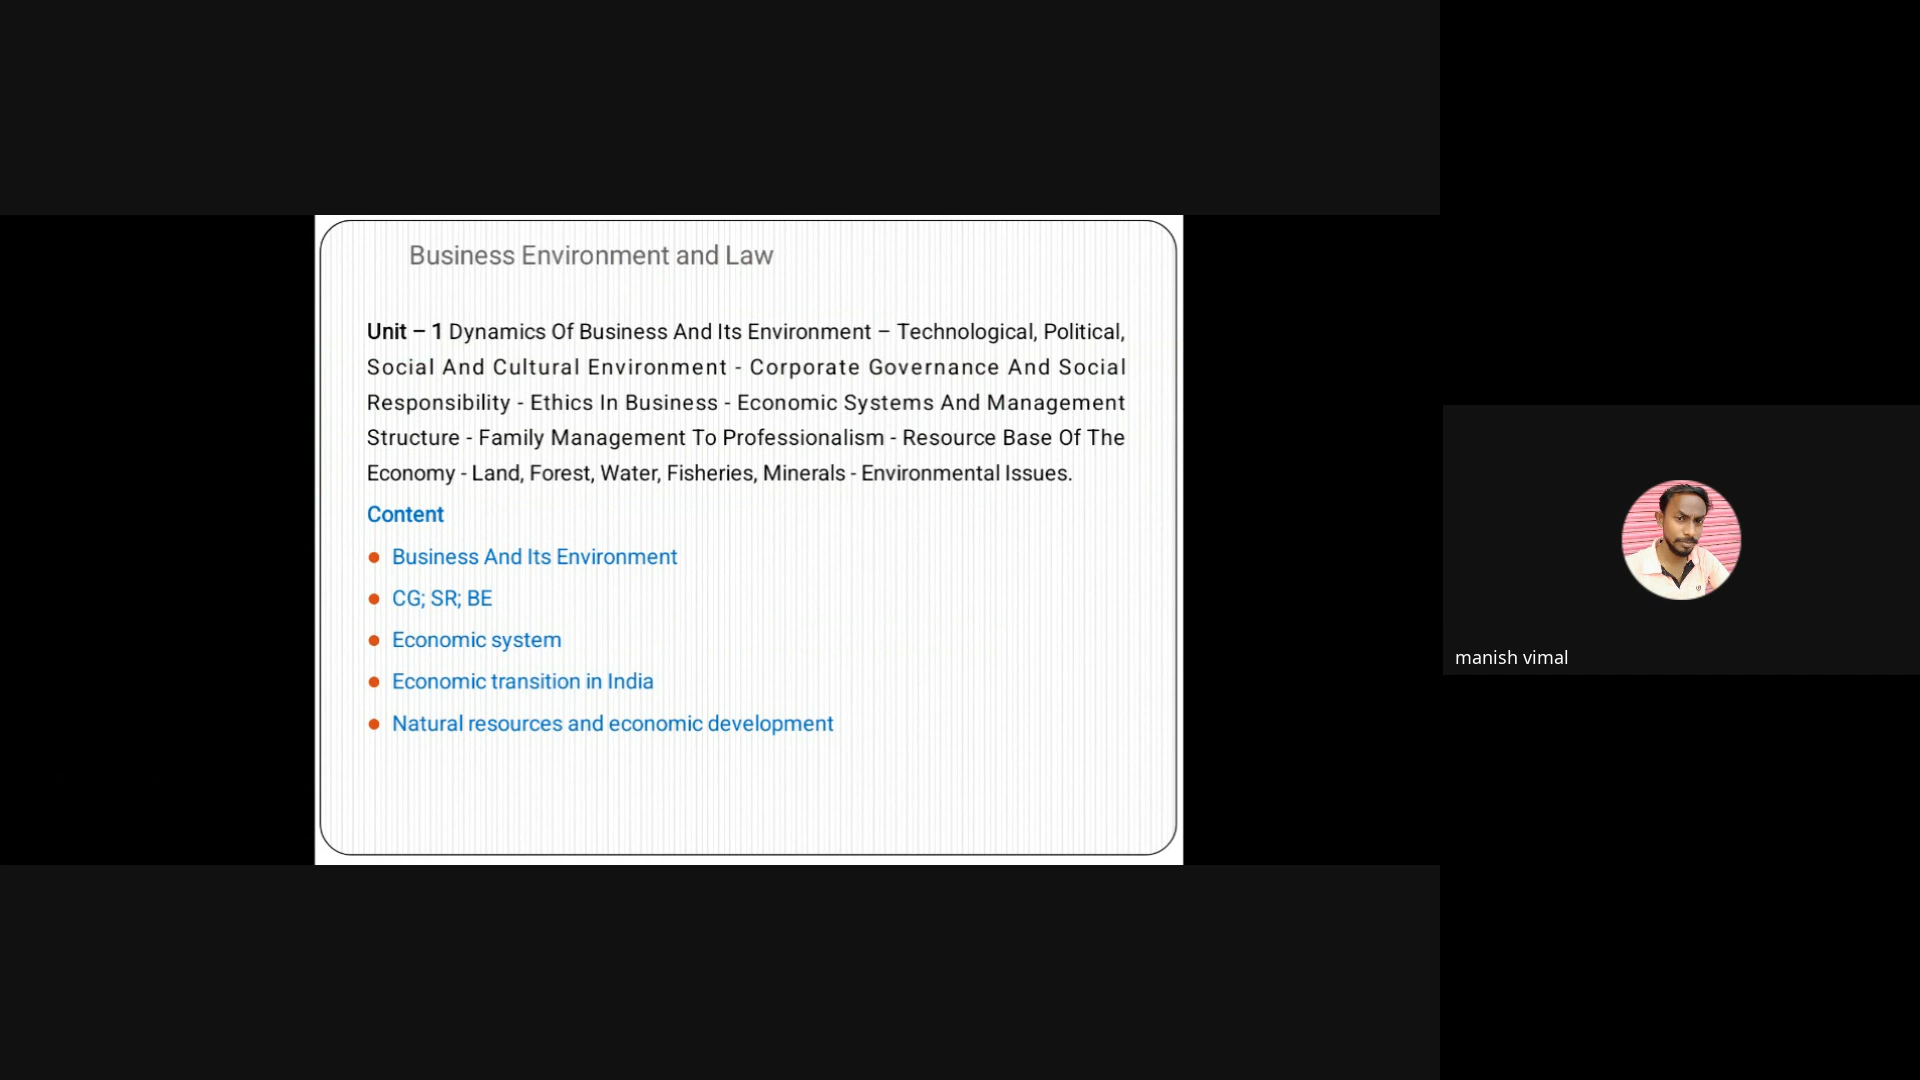 Business Environment and Law
Unit – 1 Dynamics Of Business And Its Environment – Technological, Political,
Social And Cultural Environment - Corporate Governance And Social
Responsibility - Ethics In Business - Economic Systems And Management
Structure - Family Management To Professionalism - Resource Base Of The
Economy - Land, Forest, Water, Fisheries, Minerals - Environmental Issues.
Content
● Business And Its Environment
● CG; SR; BE
● Economic system
● Economic transition in India
● Natural resources and economic development
manish vimal